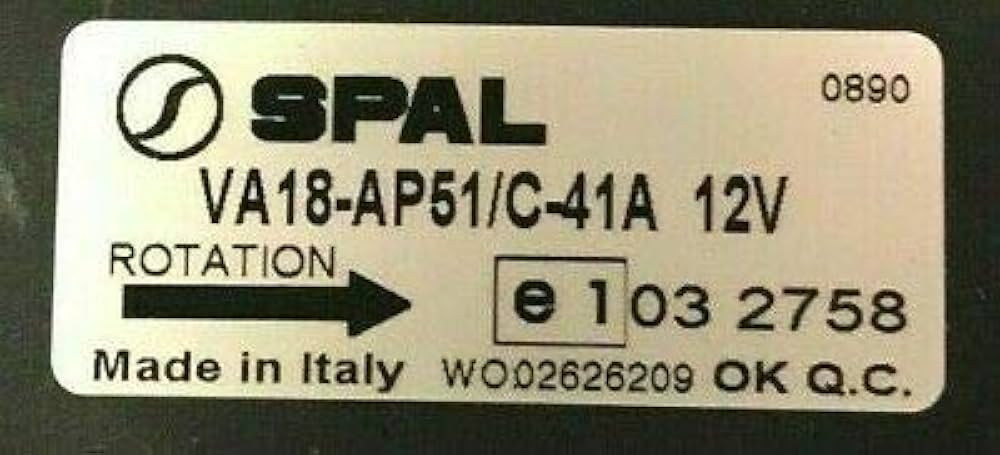 SPAL 0890
VA18-AP51/C-41A 12V
ROTATION
e 1 03 2758
Made in Italy WO02626209 OK Q.C.